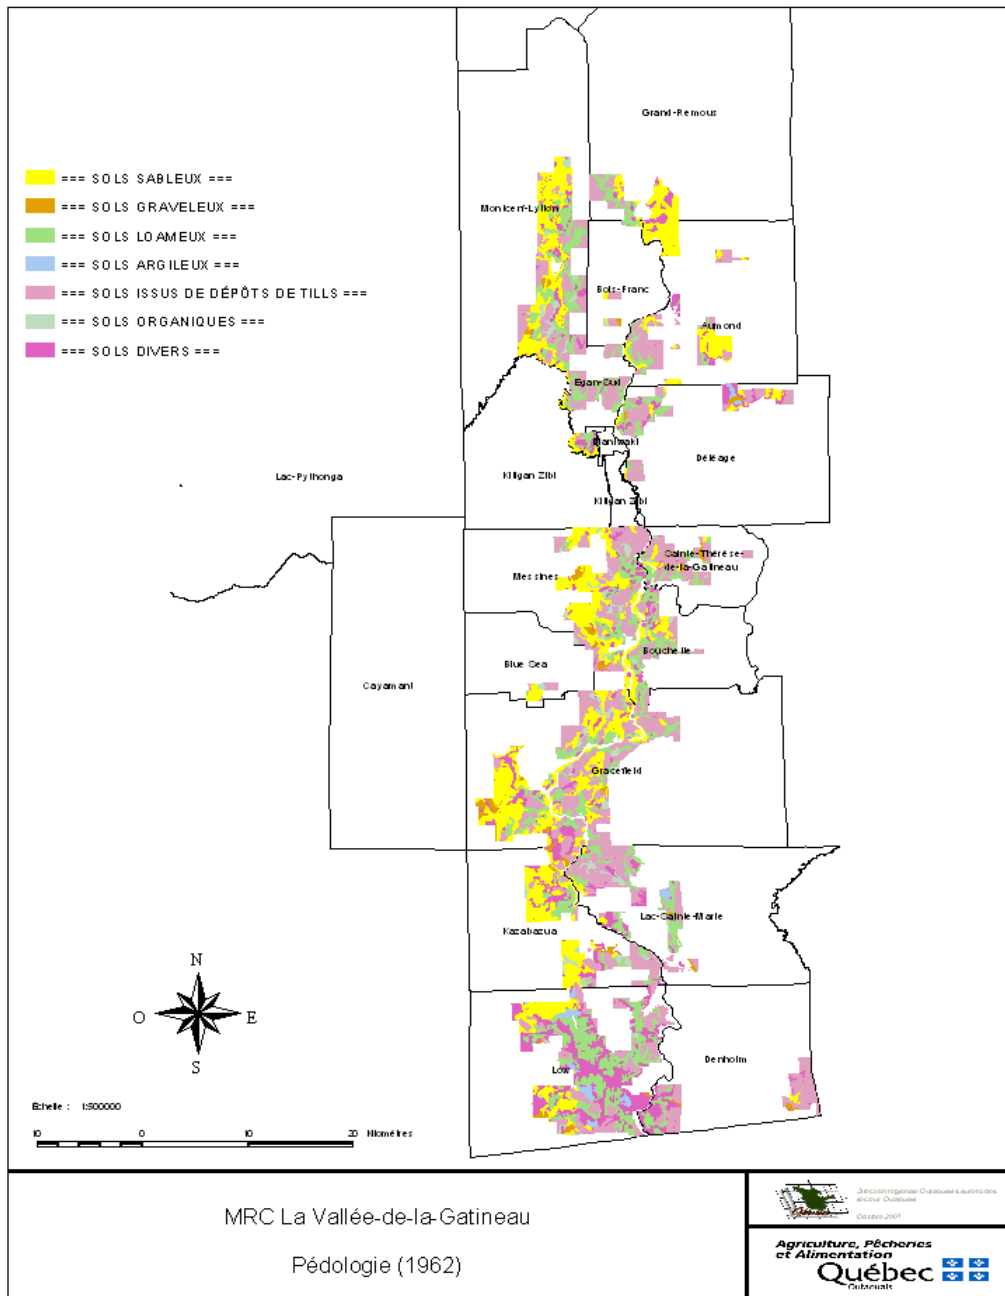 Grand-Remous
=== SOLS SABLEUX ===
=== SOLS GRAVELEUX ===
=== SOLS LOAMEUX ===
=== SOLS ARGILEUX ===
=== SOLS ISSUS DE DÉPÔTS DE TILLS ===
=== SOLS ORGANIQUES ===
=== SOLS DIVERS ===
Montcerf-Lytton
Bois-Franc
Aumond
Egan-Sud
Maniwaki
Déléage
Lac-Pythonga
Kitigan Zibi
Kitigan Zibi
Sainte-Thérèse-
de-la-Gatineau
Messines
Bouchette
Blue Sea
Cayamant
Gracefield
Lac-Sainte-Marie
Kazabazua
N
O
E
S
Low
Denholm
Échelle : 1:500000
10 0 10 20 Kilomètres
MRC La Vallée-de-la-Gatineau
Pédologie (1962)
Octobre 2007
Agriculture, Pêcheries
et Alimentation
Québec
Outaouais